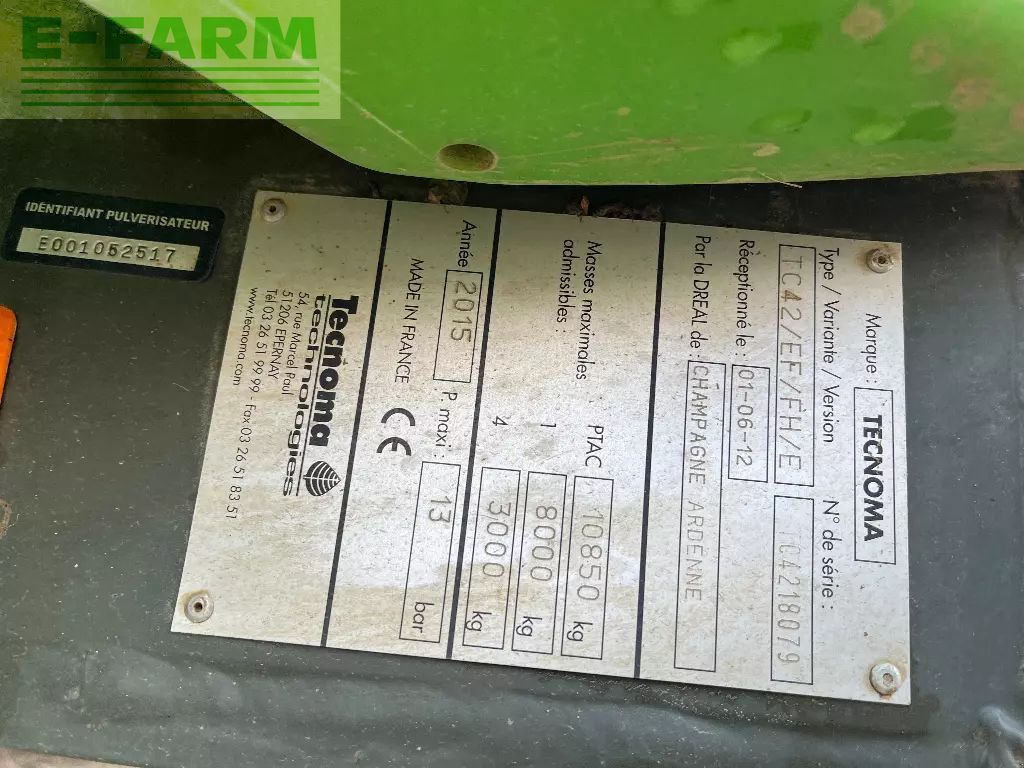 E-FARM
IDENTIFIANT PULVERISATEUR
E001052517
Marque : TECNOMA
Type / Variante / Version N° de série :
TC42/EF/FH/E T04218079
Réceptionné le : 01-06-12
Par la DREAL de : CHAMPAGNE ARDENNE
Masses maximales admissibles :
PTAC 10850 kg
1 8000 kg
4 3000 kg
Année 2015 P. maxi : 13 bar
MADE IN FRANCE CE
Tecnoma
technologies
54, rue Marcel Paul
51206 EPERNAY
Tél 03 26 51 99 99 - Fax 03 26 51 83 51
www.tecnoma.com